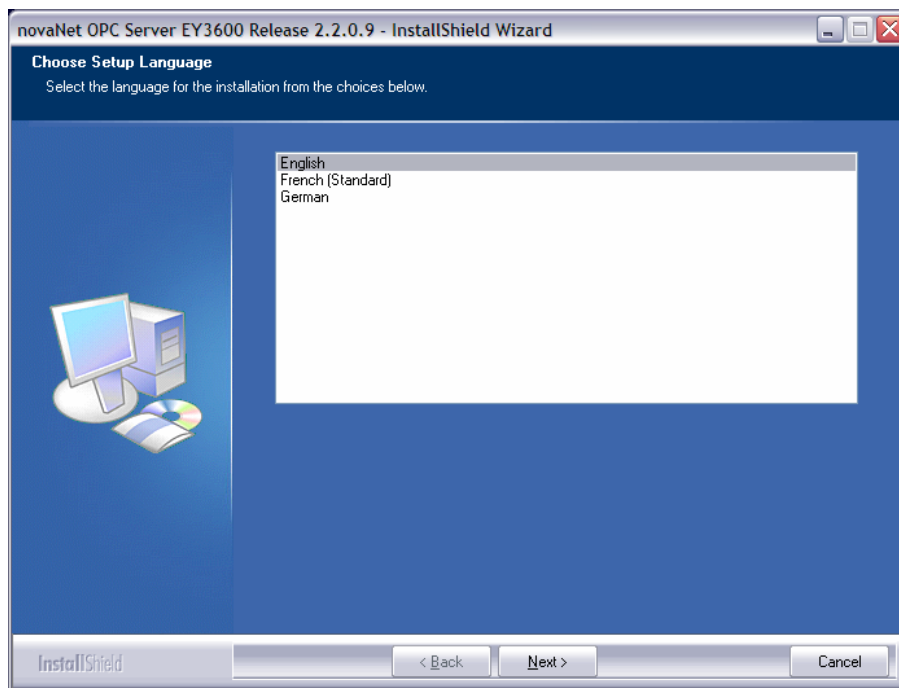 novaNet OPC Server EY3600 Release 2.2.0.9 - InstallShield Wizard
Choose Setup Language
Select the language for the installation from the choices below.
English
French (Standard)
German
InstallShield
< Back
Next >
Cancel